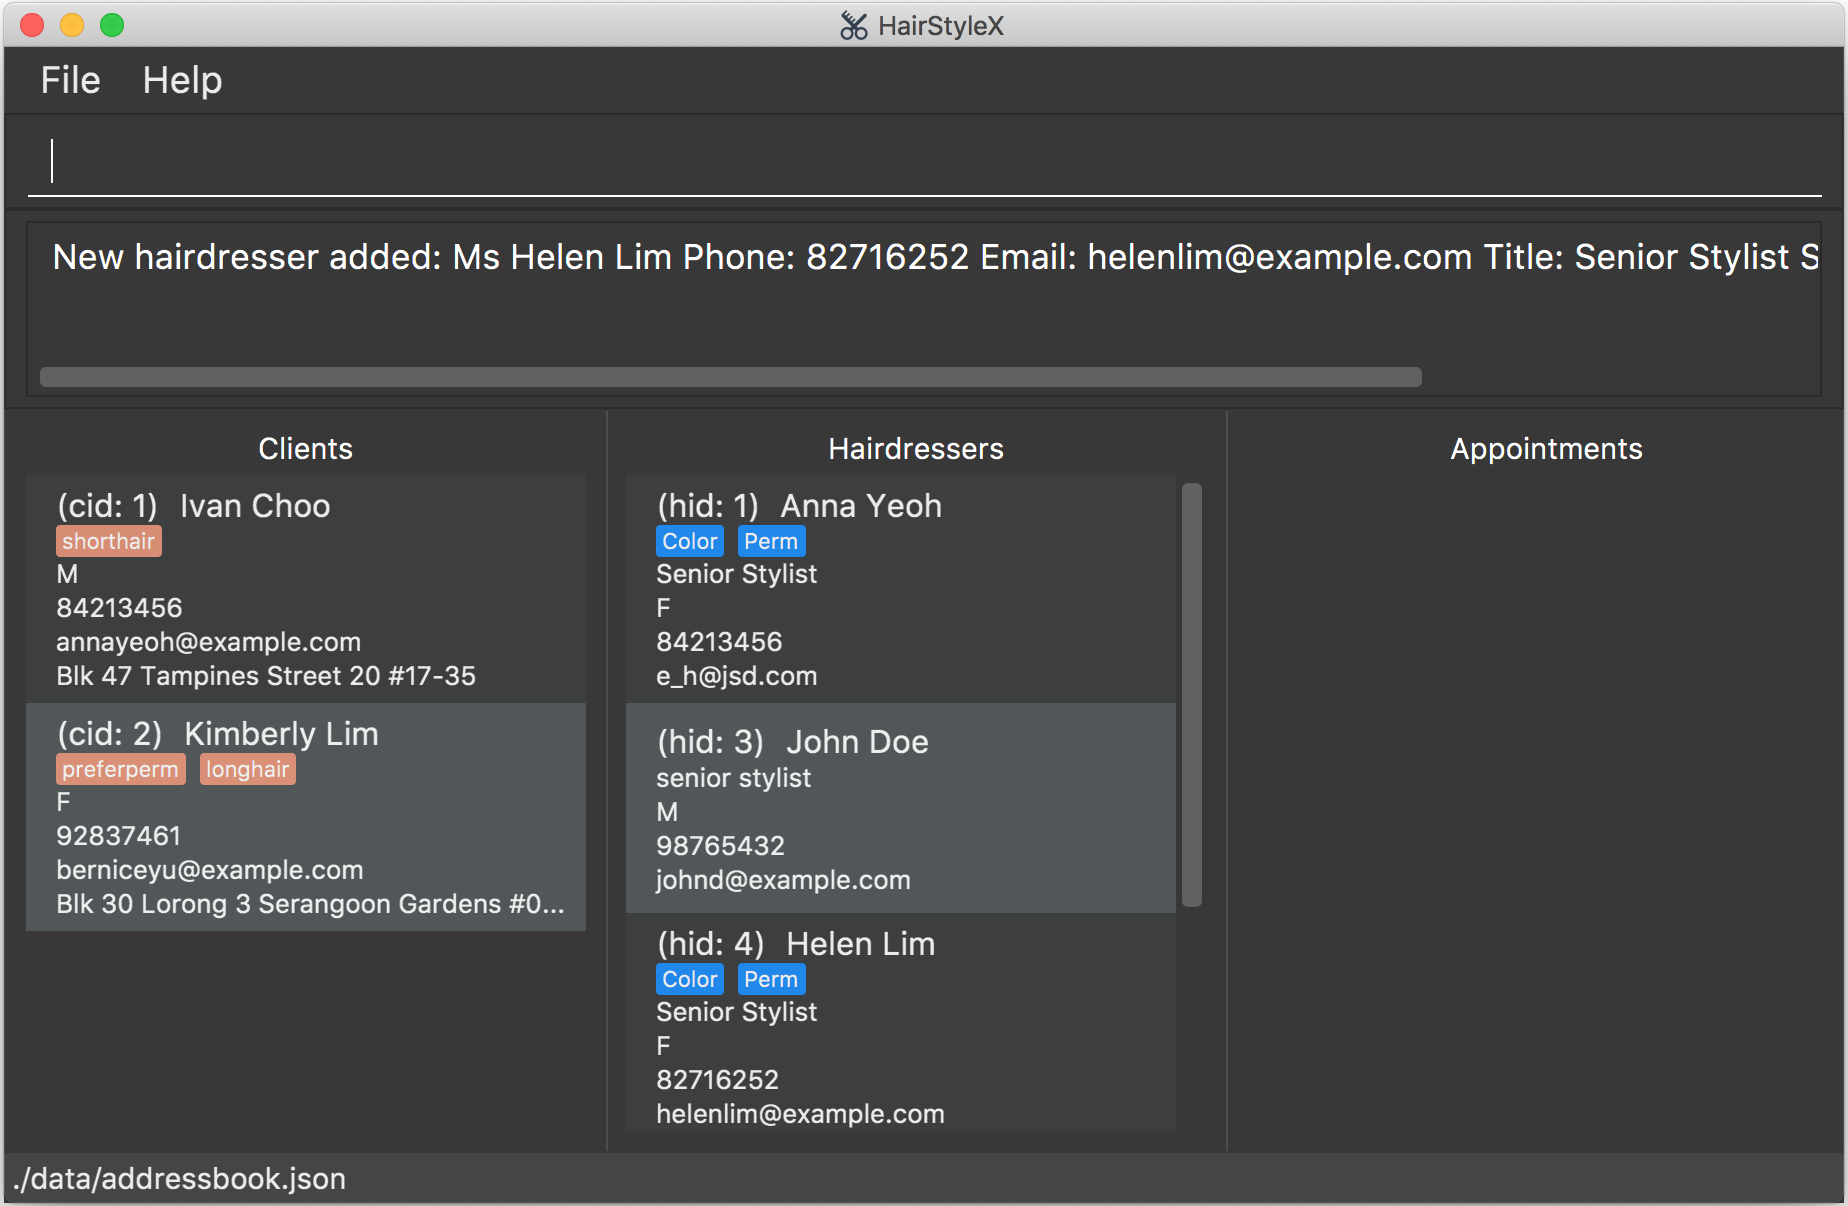 HairStyleX
File Help
New hairdresser added: Ms Helen Lim Phone: 82716252 Email: helenlim@example.com Title: Senior Stylist S
Clients
(cid: 1) Ivan Choo
shorthair
M
84213456
annayeoh@example.com
Blk 47 Tampines Street 20 #17-35
(cid: 2) Kimberly Lim
preferperm longhair
F
92837461
berniceyu@example.com
Blk 30 Lorong 3 Serangoon Gardens #0...
Hairdressers
(hid: 1) Anna Yeoh
Color Perm
Senior Stylist
F
84213456
e_h@jsd.com
(hid: 3) John Doe
senior stylist
M
98765432
johnd@example.com
(hid: 4) Helen Lim
Color Perm
Senior Stylist
F
82716252
helenlim@example.com
Appointments
./data/addressbook.json